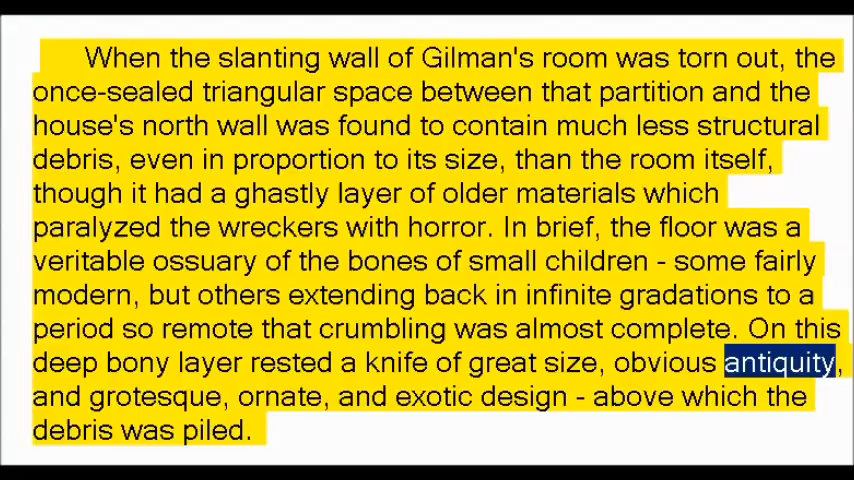 When the slanting wall of Gilman's room was torn out, the
once-sealed triangular space between that partition and the
house's north wall was found to contain much less structural
debris, even in proportion to its size, than the room itself,
though it had a ghastly layer of older materials which
paralyzed the wreckers with horror. In brief, the floor was a
veritable ossuary of the bones of small children - some fairly
modern, but others extending back in infinite gradations to a
period so remote that crumbling was almost complete. On this
deep bony layer rested a knife of great size, obvious antiquity,
and grotesque, ornate, and exotic design - above which the
debris was piled.